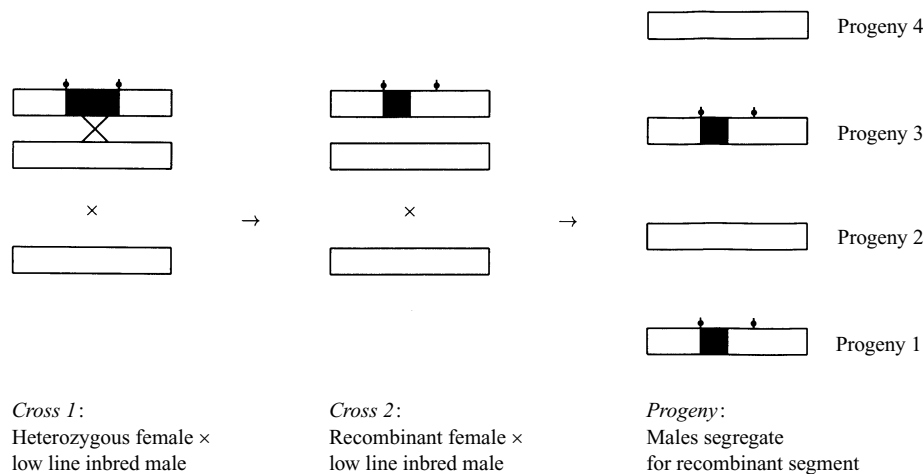 Progeny 4
Progeny 3
×
→
×
→
Progeny 2
Progeny 1
Cross 1:
Heterozygous female ×
low line inbred male
Cross 2:
Recombinant female ×
low line inbred male
Progeny:
Males segregate
for recombinant segment